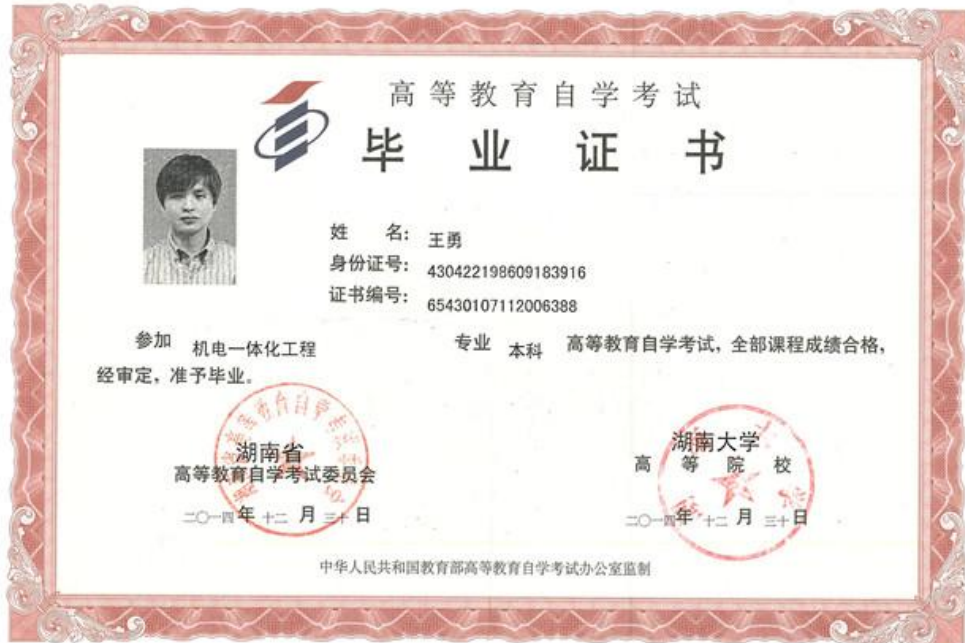 高等教育自学考试
毕业证书
姓 名: 王勇
身份证号: 430422198609183916
证书编号: 65430107112006388
参加 机电一体化工程 专业 本科 高等教育自学考试，全部课程成绩合格，
经审定，准予毕业。
湖南省 湖南大学
高等教育自学考试委员会 高等院校
二〇一四年十二月三十日 二〇一四年十二月三十日
中华人民共和国教育部高等教育自学考试办公室监制